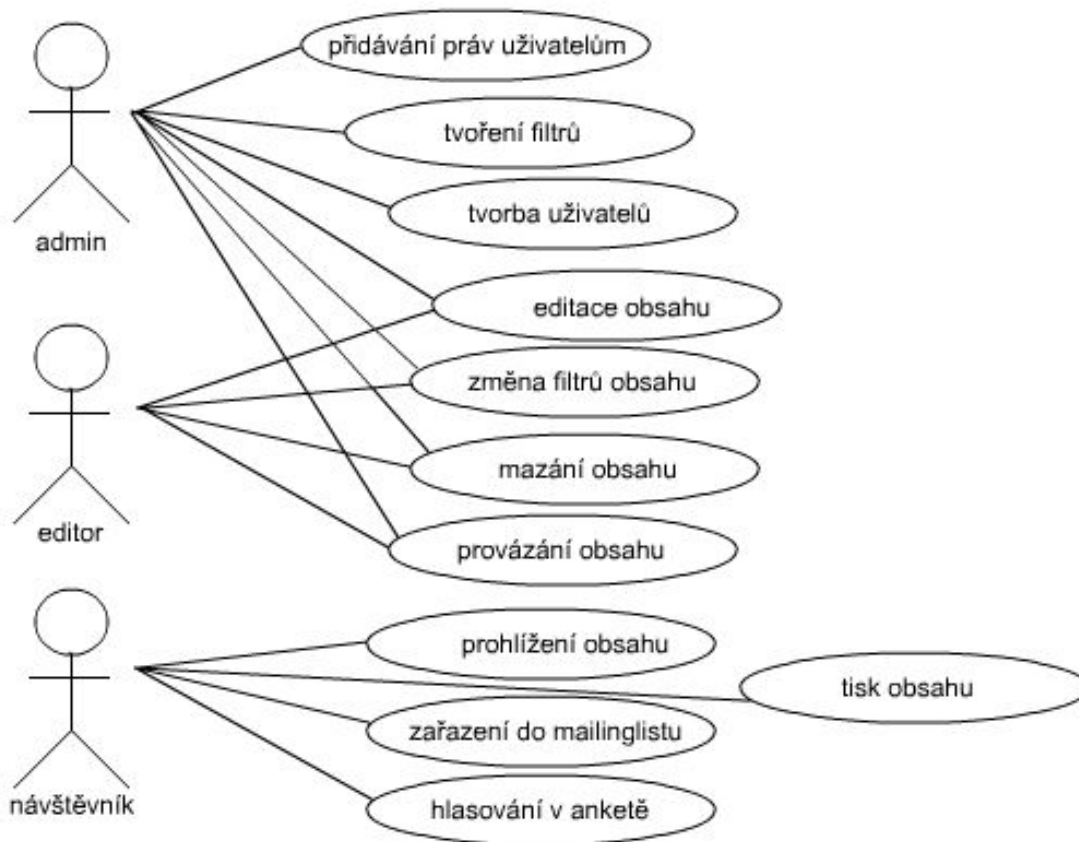 přidávání práv uživatelům
tvoření filtrů
tvorba uživatelů
admin
editace obsahu
změna filtrů obsahu
mazání obsahu
editor
provázání obsahu
prohlížení obsahu
tisk obsahu
zařazení do mailinglistu
návštěvník
hlasování v anketě